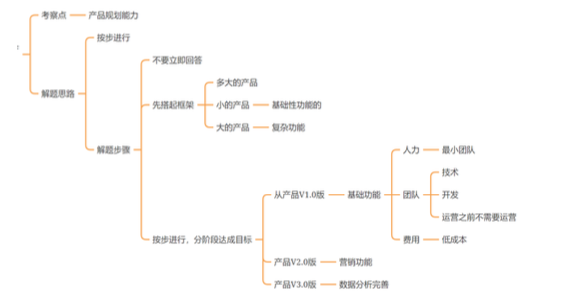 考察点
产品规划能力
解题思路
按步进行
解题步骤
不要立即回答
先搭起框架
多大的产品
小的产品
基础性功能的
大的产品
复杂功能
按步进行，分阶段达成目标
从产品V1.0版
基础功能
人力
最小团队
团队
技术
开发
运营之前不需要运营
费用
低成本
产品V2.0版
营销功能
产品V3.0版
数据分析完善